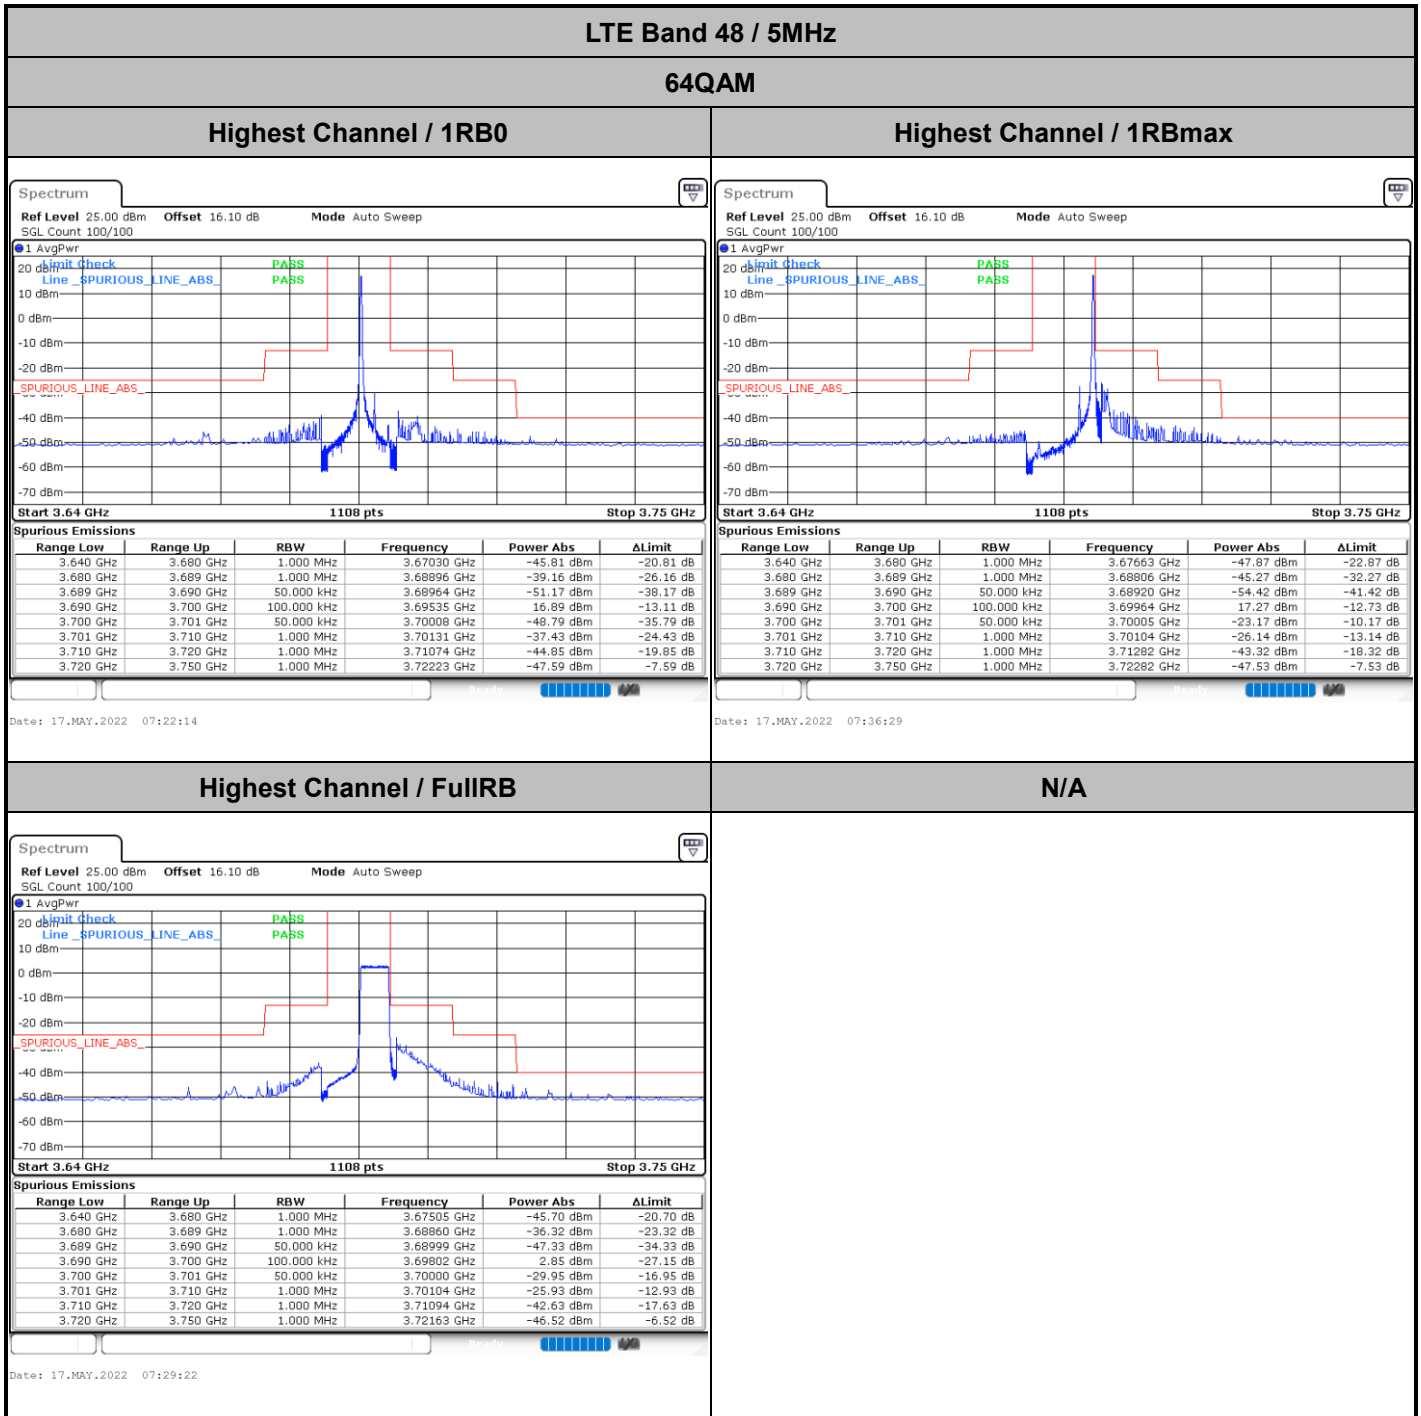 LTE Band 48 / 5MHz
64QAM
Highest Channel / 1RB0
Highest Channel / 1RBmax
Spectrum
Ref Level 25.00 dBm Offset 16.10 dB Mode Auto Sweep
SGL Count 100/100
1 AvgPwr
Limit Check PASS
Line _SPURIOUS_LINE_ABS_ PASS
20 dBm
10 dBm
0 dBm
-10 dBm
-20 dBm
_SPURIOUS_LINE_ABS_
-40 dBm
-50 dBm
-60 dBm
-70 dBm
Start 3.64 GHz 1108 pts Stop 3.75 GHz
Spurious Emissions
Range Low Range Up RBW Frequency Power Abs ΔLimit
3.640 GHz 3.680 GHz 1.000 MHz 3.67030 GHz -45.81 dBm -20.81 dB
3.680 GHz 3.689 GHz 1.000 MHz 3.68896 GHz -39.16 dBm -26.16 dB
3.689 GHz 3.690 GHz 50.000 kHz 3.68964 GHz -51.17 dBm -38.17 dB
3.690 GHz 3.700 GHz 100.000 kHz 3.69535 GHz 16.89 dBm -13.11 dB
3.700 GHz 3.701 GHz 50.000 kHz 3.70008 GHz -48.79 dBm -35.79 dB
3.701 GHz 3.710 GHz 1.000 MHz 3.70131 GHz -37.43 dBm -24.43 dB
3.710 GHz 3.720 GHz 1.000 MHz 3.71074 GHz -44.85 dBm -19.85 dB
3.720 GHz 3.750 GHz 1.000 MHz 3.72223 GHz -47.59 dBm -7.59 dB
Ready
Date: 17.MAY.2022 07:22:14
Spectrum
Ref Level 25.00 dBm Offset 16.10 dB Mode Auto Sweep
SGL Count 100/100
1 AvgPwr
Limit Check PASS
Line _SPURIOUS_LINE_ABS_ PASS
20 dBm
10 dBm
0 dBm
-10 dBm
-20 dBm
_SPURIOUS_LINE_ABS_
-40 dBm
-50 dBm
-60 dBm
-70 dBm
Start 3.64 GHz 1108 pts Stop 3.75 GHz
Spurious Emissions
Range Low Range Up RBW Frequency Power Abs ΔLimit
3.640 GHz 3.680 GHz 1.000 MHz 3.67663 GHz -47.87 dBm -22.87 dB
3.680 GHz 3.689 GHz 1.000 MHz 3.68806 GHz -45.27 dBm -32.27 dB
3.689 GHz 3.690 GHz 50.000 kHz 3.68920 GHz -54.42 dBm -41.42 dB
3.690 GHz 3.700 GHz 100.000 kHz 3.69964 GHz 17.27 dBm -12.73 dB
3.700 GHz 3.701 GHz 50.000 kHz 3.70005 GHz -23.17 dBm -10.17 dB
3.701 GHz 3.710 GHz 1.000 MHz 3.70104 GHz -26.14 dBm -13.14 dB
3.710 GHz 3.720 GHz 1.000 MHz 3.71282 GHz -43.32 dBm -18.32 dB
3.720 GHz 3.750 GHz 1.000 MHz 3.72282 GHz -47.53 dBm -7.53 dB
Ready
Date: 17.MAY.2022 07:36:29
Highest Channel / FullRB
N/A
Spectrum
Ref Level 25.00 dBm Offset 16.10 dB Mode Auto Sweep
SGL Count 100/100
1 AvgPwr
Limit Check PASS
Line _SPURIOUS_LINE_ABS_ PASS
20 dBm
10 dBm
0 dBm
-10 dBm
-20 dBm
_SPURIOUS_LINE_ABS_
-40 dBm
-50 dBm
-60 dBm
-70 dBm
Start 3.64 GHz 1108 pts Stop 3.75 GHz
Spurious Emissions
Range Low Range Up RBW Frequency Power Abs ΔLimit
3.640 GHz 3.680 GHz 1.000 MHz 3.67505 GHz -45.70 dBm -20.70 dB
3.680 GHz 3.689 GHz 1.000 MHz 3.68860 GHz -36.32 dBm -23.32 dB
3.689 GHz 3.690 GHz 50.000 kHz 3.68999 GHz -47.33 dBm -34.33 dB
3.690 GHz 3.700 GHz 100.000 kHz 3.69802 GHz 2.85 dBm -27.15 dB
3.700 GHz 3.701 GHz 50.000 kHz 3.70000 GHz -29.95 dBm -16.95 dB
3.701 GHz 3.710 GHz 1.000 MHz 3.70104 GHz -25.93 dBm -12.93 dB
3.710 GHz 3.720 GHz 1.000 MHz 3.71094 GHz -42.63 dBm -17.63 dB
3.720 GHz 3.750 GHz 1.000 MHz 3.72163 GHz -46.52 dBm -6.52 dB
Ready
Date: 17.MAY.2022 07:29:22